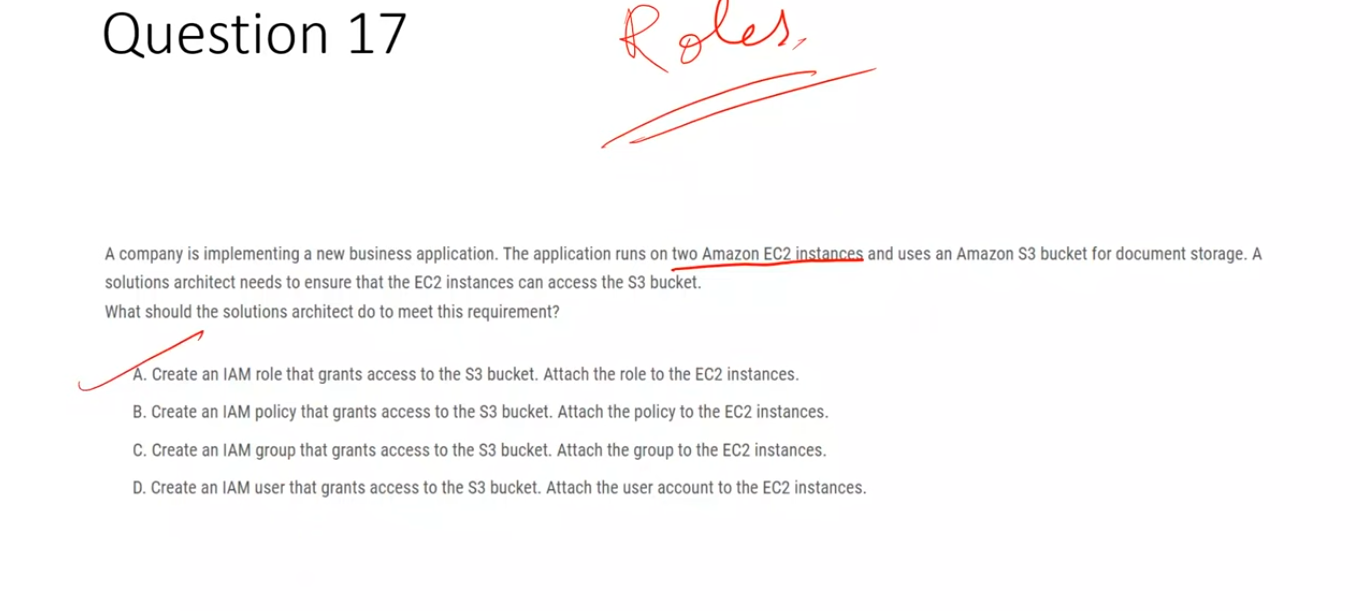 Question 17
Roles,
A company is implementing a new business application. The application runs on two Amazon EC2 instances and uses an Amazon S3 bucket for document storage. A
solutions architect needs to ensure that the EC2 instances can access the S3 bucket.
What should the solutions architect do to meet this requirement?
A. Create an IAM role that grants access to the S3 bucket. Attach the role to the EC2 instances.
B. Create an IAM policy that grants access to the S3 bucket. Attach the policy to the EC2 instances.
C. Create an IAM group that grants access to the S3 bucket. Attach the group to the EC2 instances.
D. Create an IAM user that grants access to the S3 bucket. Attach the user account to the EC2 instances.